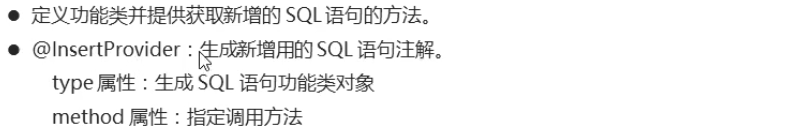 ● 定义功能类并提供获取新增的 SQL 语句的方法。
● @InsertProvider：生成新增用的 SQL 语句注解。
type 属性：生成 SQL 语句功能类对象
method 属性：指定调用方法